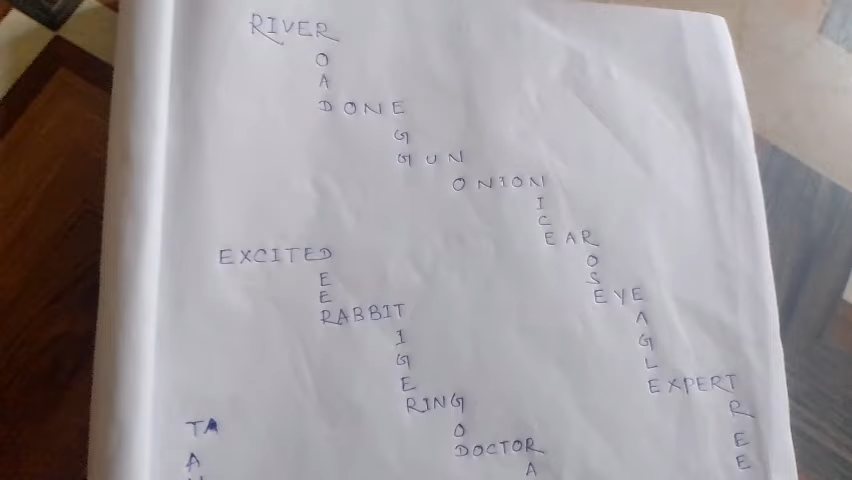 RIVER
O
A
DONE
G
GUN
ONION
I
C
EAR
EXCITED
O
E
S
E
EYE
RABBIT
A
I
G
G
L
E
EXPERT
RING
R
TA
O
E
DOCTOR
A
E
A